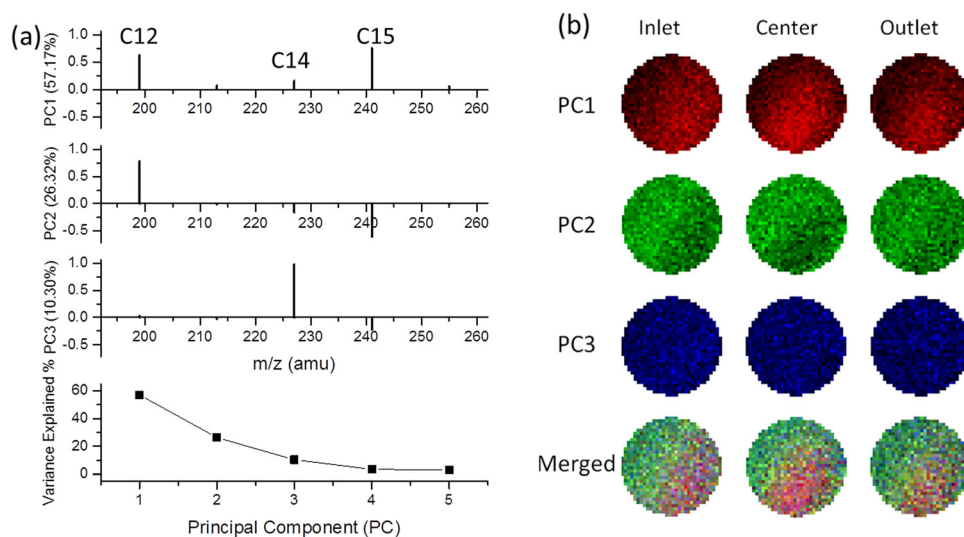 (a)
C12
C14
C15
PC1 (57.17%)
1.0
0.5
0.0
-0.5
200 210 220 230 240 250 260
PC2 (26.32%)
1.0
0.5
0.0
-0.5
200 210 220 230 240 250 260
PC3 (10.30%)
1.0
0.5
0.0
-0.5
200 210 220 230 240 250 260
m/z (amu)
Variance Explained %
60
40
20
0
1 2 3 4 5
Principal Component (PC)
(b)
Inlet Center Outlet
PC1
PC2
PC3
Merged